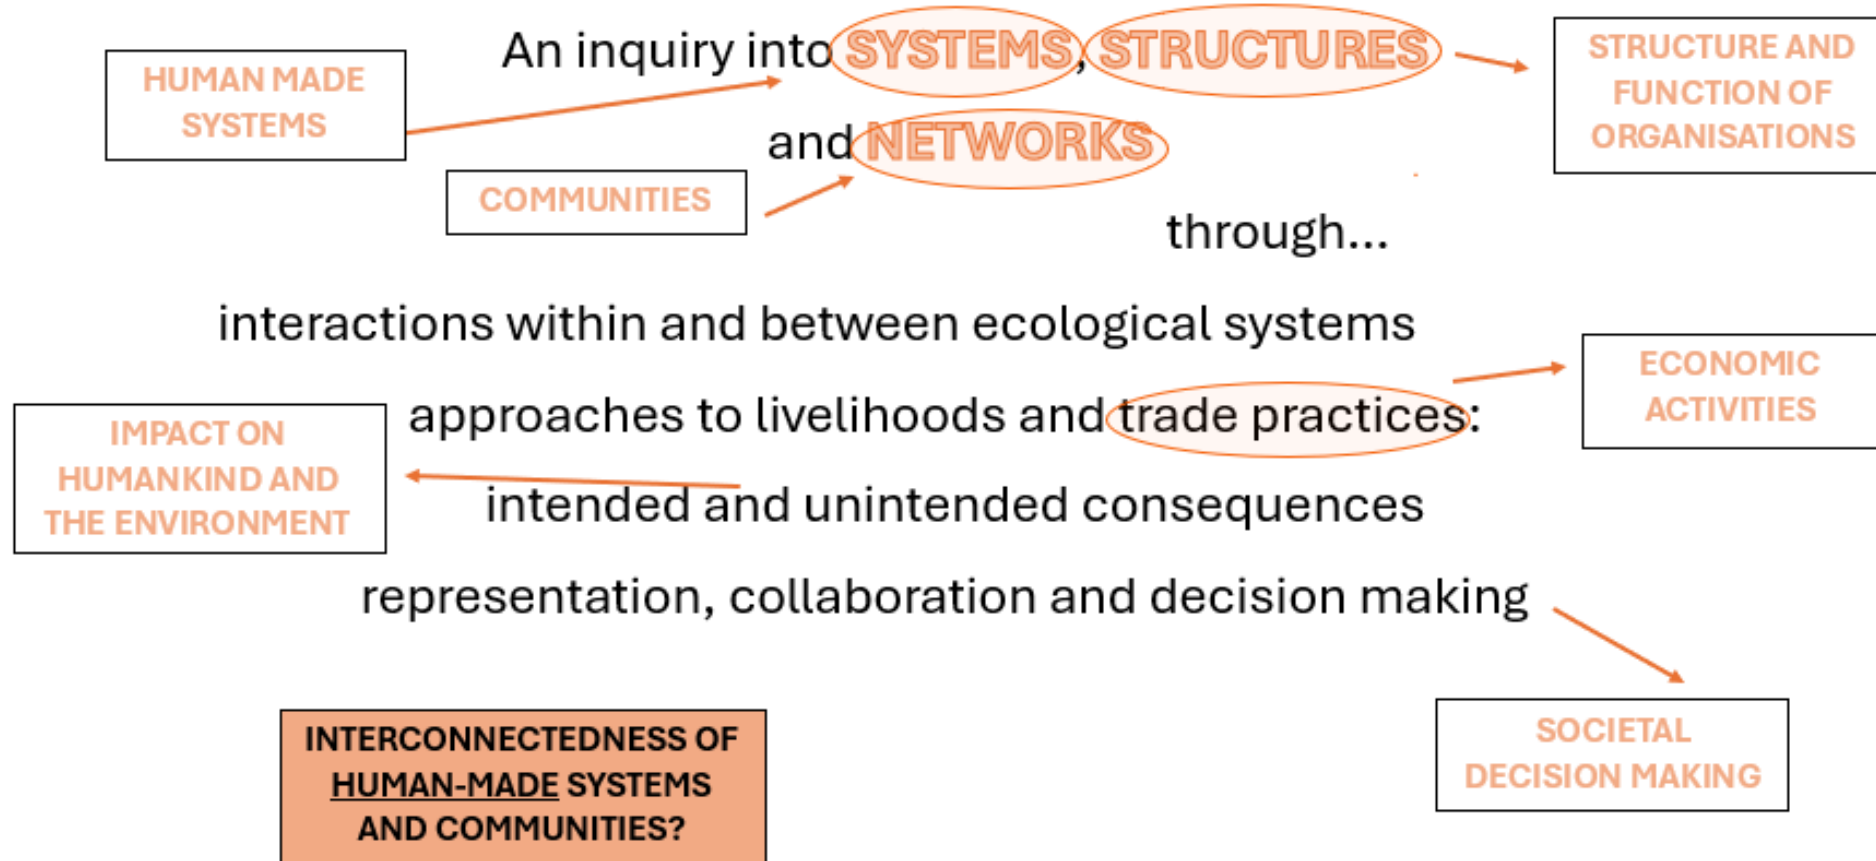 An inquiry into SYSTEMS, STRUCTURES
and NETWORKS
through...
interactions within and between ecological systems
approaches to livelihoods and trade practices:
intended and unintended consequences
representation, collaboration and decision making
HUMAN MADE
SYSTEMS
COMMUNITIES
STRUCTURE AND
FUNCTION OF
ORGANISATIONS
ECONOMIC
ACTIVITIES
IMPACT ON
HUMANKIND AND
THE ENVIRONMENT
SOCIETAL
DECISION MAKING
INTERCONNECTEDNESS OF
HUMAN-MADE SYSTEMS
AND COMMUNITIES?